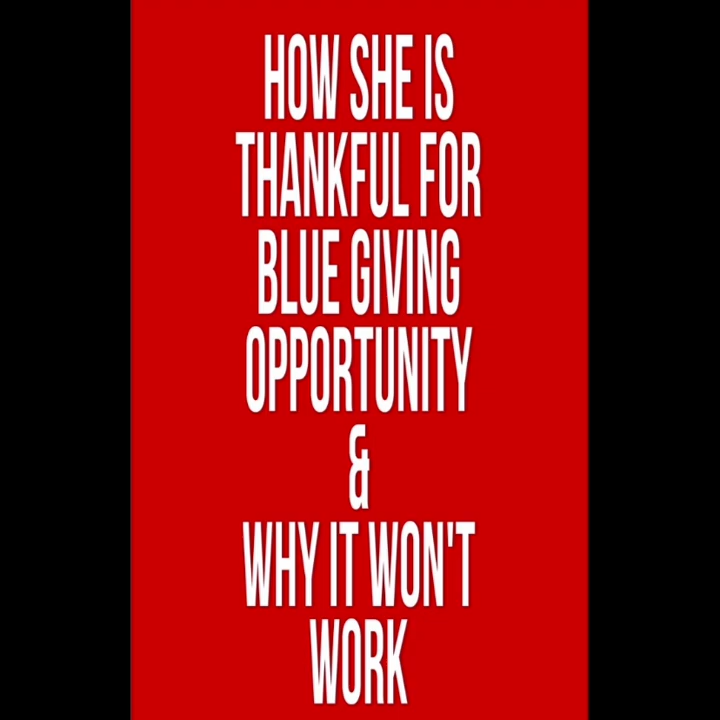 HOW SHE IS
THANKFUL FOR
BLUE GIVING
OPPORTUNITY
&
WHY IT WON'T
WORK